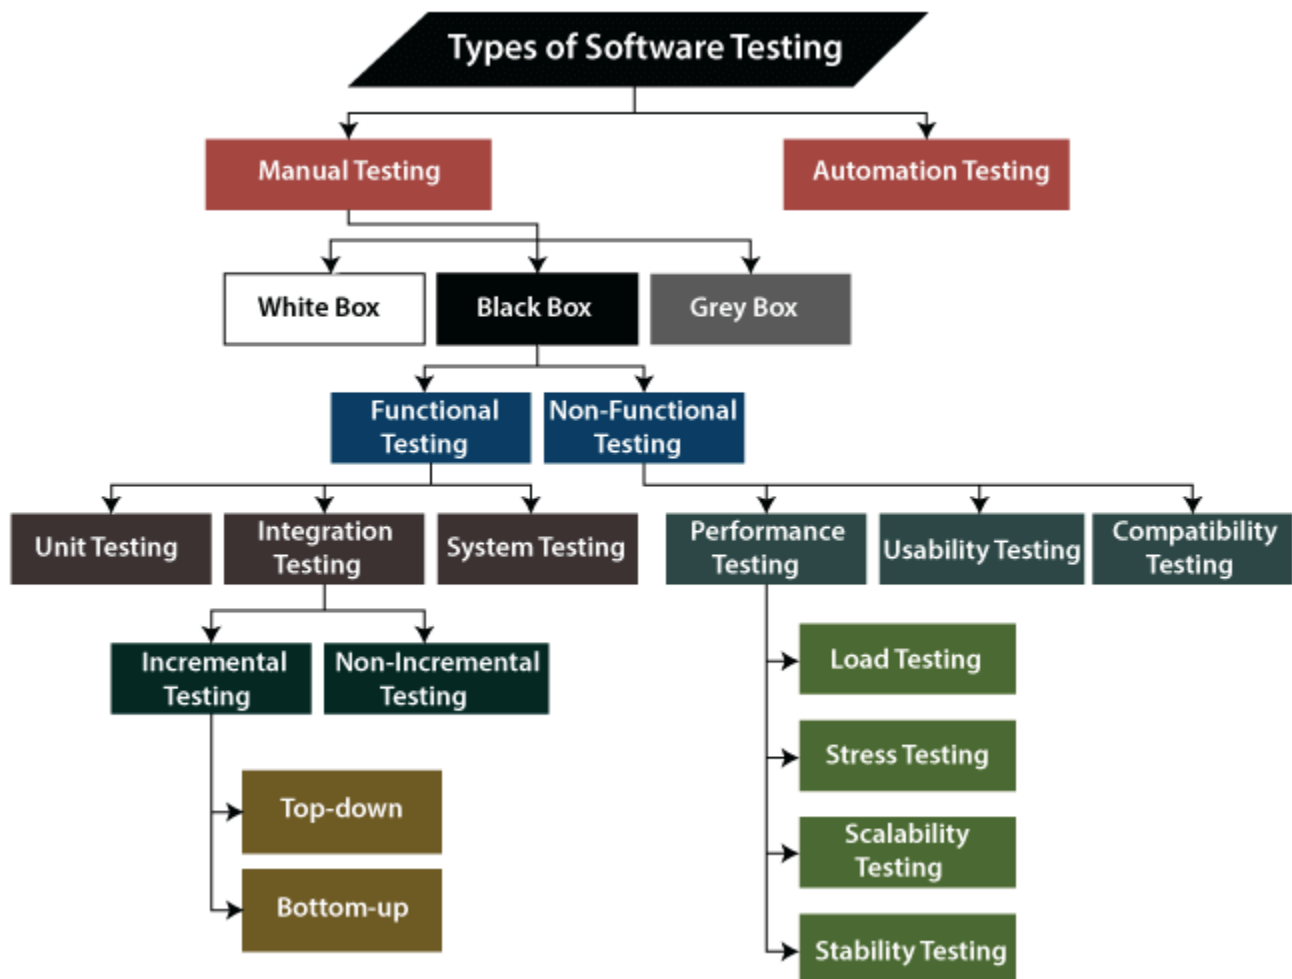 Types of Software Testing
Manual Testing
Automation Testing
White Box
Black Box
Grey Box
Functional
Testing
Non-Functional
Testing
Unit Testing
Integration
Testing
System Testing
Performance
Testing
Usability Testing
Compatibility
Testing
Incremental
Testing
Non-Incremental
Testing
Load Testing
Stress Testing
Top-down
Scalability
Testing
Bottom-up
Stability Testing